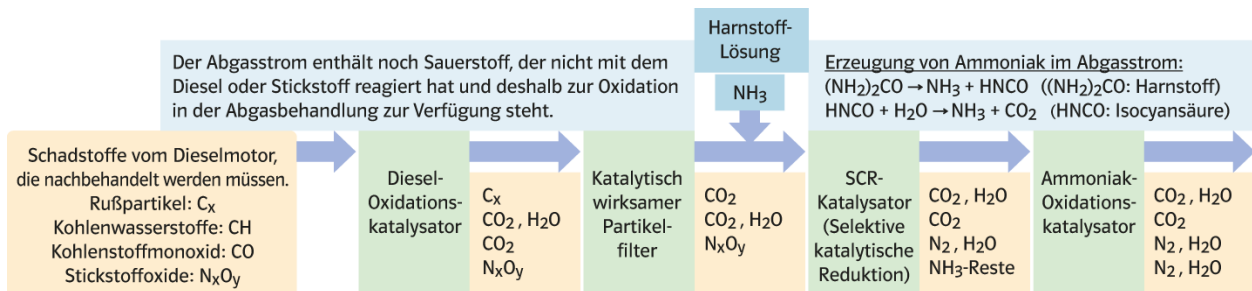 Der Abgasstrom enthält noch Sauerstoff, der nicht mit dem
Diesel oder Stickstoff reagiert hat und deshalb zur Oxidation
in der Abgasbehandlung zur Verfügung steht.
Harnstoff-
Lösung
NH₃
Erzeugung von Ammoniak im Abgasstrom:
(NH₂)₂CO → NH₃ + HNCO ((NH₂)₂CO: Harnstoff)
HNCO + H₂O → NH₃ + CO₂ (HNCO: Isocyansäure)
Schadstoffe vom Dieselmotor,
die nachbehandelt werden müssen.
Rußpartikel: Cₓ
Kohlenwasserstoffe: CH
Kohlenstoffmonoxid: CO
Stickstoffoxide: NₓOy
Diesel-
Oxidations-
katalysator
Cₓ
CO₂ , H₂O
CO₂
NₓOy
Katalytisch
wirksamer
Partikel-
filter
CO₂
CO₂ , H₂O
NₓOy
SCR-
Katalysator
(Selektive
katalytische
Reduktion)
CO₂ , H₂O
CO₂
N₂ , H₂O
NH₃-Reste
Ammoniak-
Oxidations-
katalysator
CO₂ , H₂O
CO₂
N₂ , H₂O
N₂ , H₂O